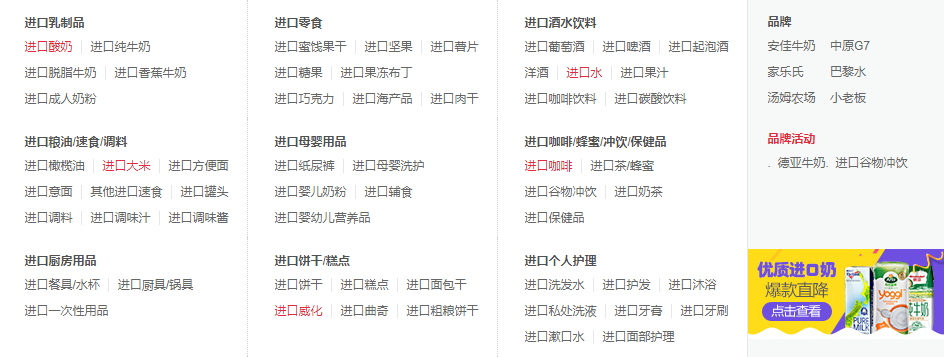 进口乳制品
进口酸奶 进口纯牛奶
进口脱脂牛奶 进口香蕉牛奶
进口成人奶粉
进口零食
进口蜜饯果干 进口坚果 进口薯片
进口糖果 进口果冻布丁
进口巧克力 进口海产品 进口肉干
进口酒水饮料
进口葡萄酒 进口啤酒 进口起泡酒
洋酒 进口水 进口果汁
进口咖啡饮料 进口碳酸饮料
进口粮油/速食/调料
进口橄榄油 进口大米 进口方便面
进口意面 其他进口速食 进口罐头
进口调料 进口调味汁 进口调味酱
进口母婴用品
进口纸尿裤 进口母婴洗护
进口婴儿奶粉 进口辅食
进口婴幼儿营养品
进口咖啡/蜂蜜/冲饮/保健品
进口咖啡 进口茶/蜂蜜
进口谷物冲饮 进口奶茶
进口保健品
进口厨房用品
进口餐具/水杯 进口厨具/锅具
进口一次性用品
进口饼干/糕点
进口饼干 进口糕点 进口面包干
进口威化 进口曲奇 进口粗粮饼干
进口个人护理
进口洗发水 进口护发 进口沐浴
进口私处洗液 进口牙膏 进口牙刷
进口漱口水 进口面部护理
品牌
安佳牛奶 中原G7
家乐氏 巴黎水
汤姆农场 小老板
品牌活动
. 德亚牛奶. 进口谷物冲饮
优质进口奶
爆款直降
点击查看
PURE
MILK
yoggi
牛奶